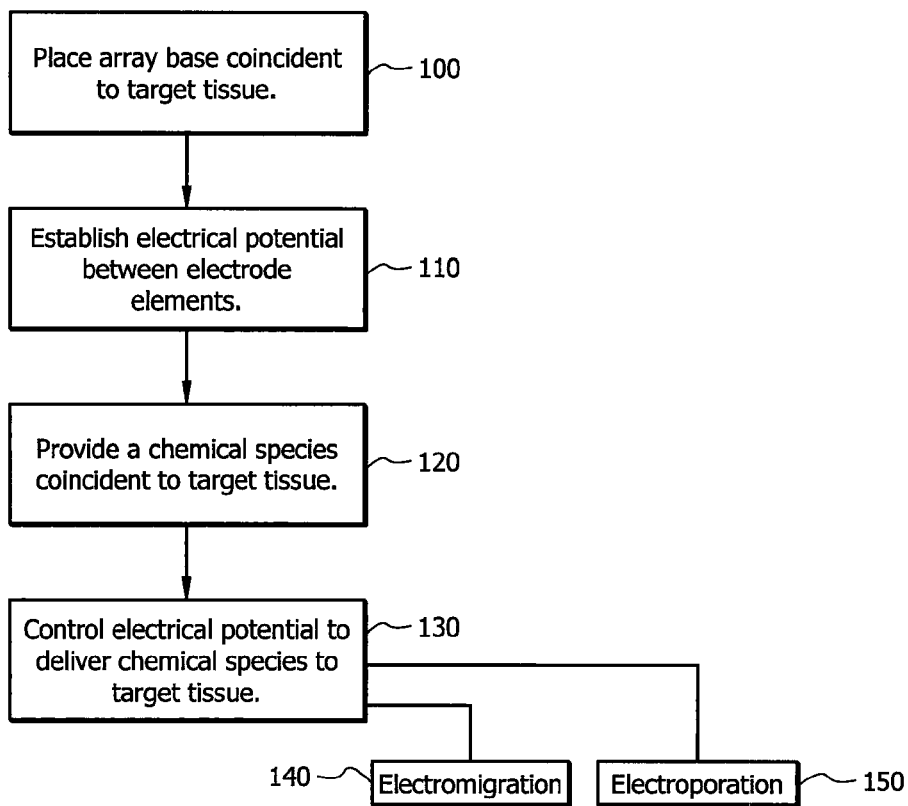 Place array base coincident
to target tissue.
100
Establish electrical potential
between electrode
elements.
110
Provide a chemical species
coincident to target tissue.
120
Control electrical potential to
deliver chemical species to
target tissue.
130
140
Electromigration
Electroporation
150